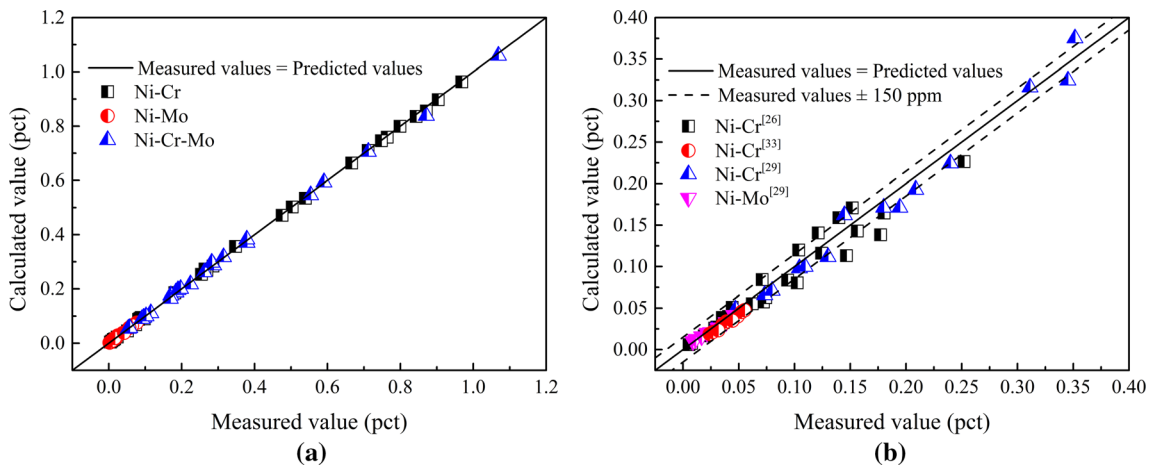 1.2
1.0
0.8
0.6
0.4
0.2
0.0
Calculated value (pct)
Measured values = Predicted values
Ni-Cr
Ni-Mo
Ni-Cr-Mo
0.0 0.2 0.4 0.6 0.8 1.0 1.2
Measured value (pct)
(a)
0.40
0.35
0.30
0.25
0.20
0.15
0.10
0.05
0.00
Calculated value (pct)
Measured values = Predicted values
Measured values ± 150 ppm
Ni-Cr[26]
Ni-Cr[33]
Ni-Cr[29]
Ni-Mo[29]
0.00 0.05 0.10 0.15 0.20 0.25 0.30 0.35 0.40
Measured value (pct)
(b)